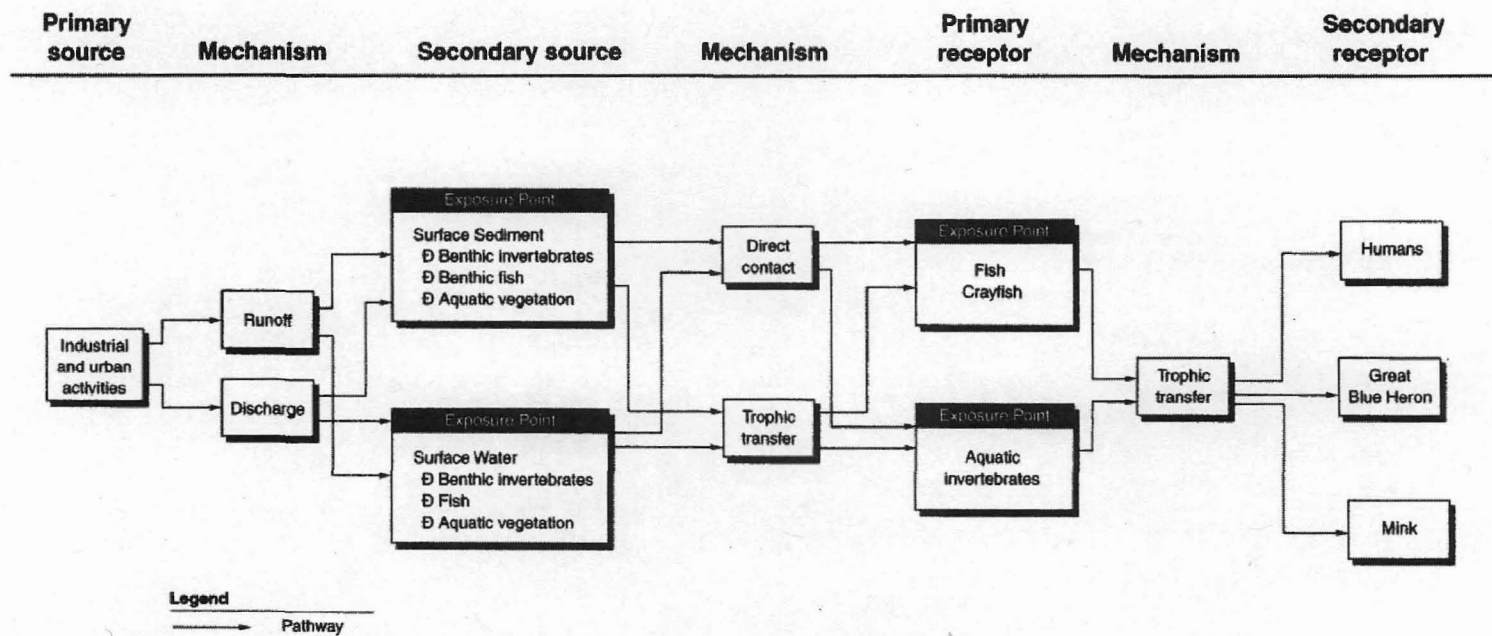 Primary source
Mechanism
Secondary source
Mechanism
Primary receptor
Mechanism
Secondary receptor
Industrial
and urban
activities
Runoff
Discharge
Exposure Point
Surface Sediment
Ð Benthic invertebrates
Ð Benthic fish
Ð Aquatic vegetation
Exposure Point
Surface Water
Ð Benthic invertebrates
Ð Fish
Ð Aquatic vegetation
Direct
contact
Trophic
transfer
Exposure Point
Fish
Crayfish
Exposure Point
Aquatic
invertebrates
Trophic
transfer
Humans
Great
Blue Heron
Mink
Legend
Pathway